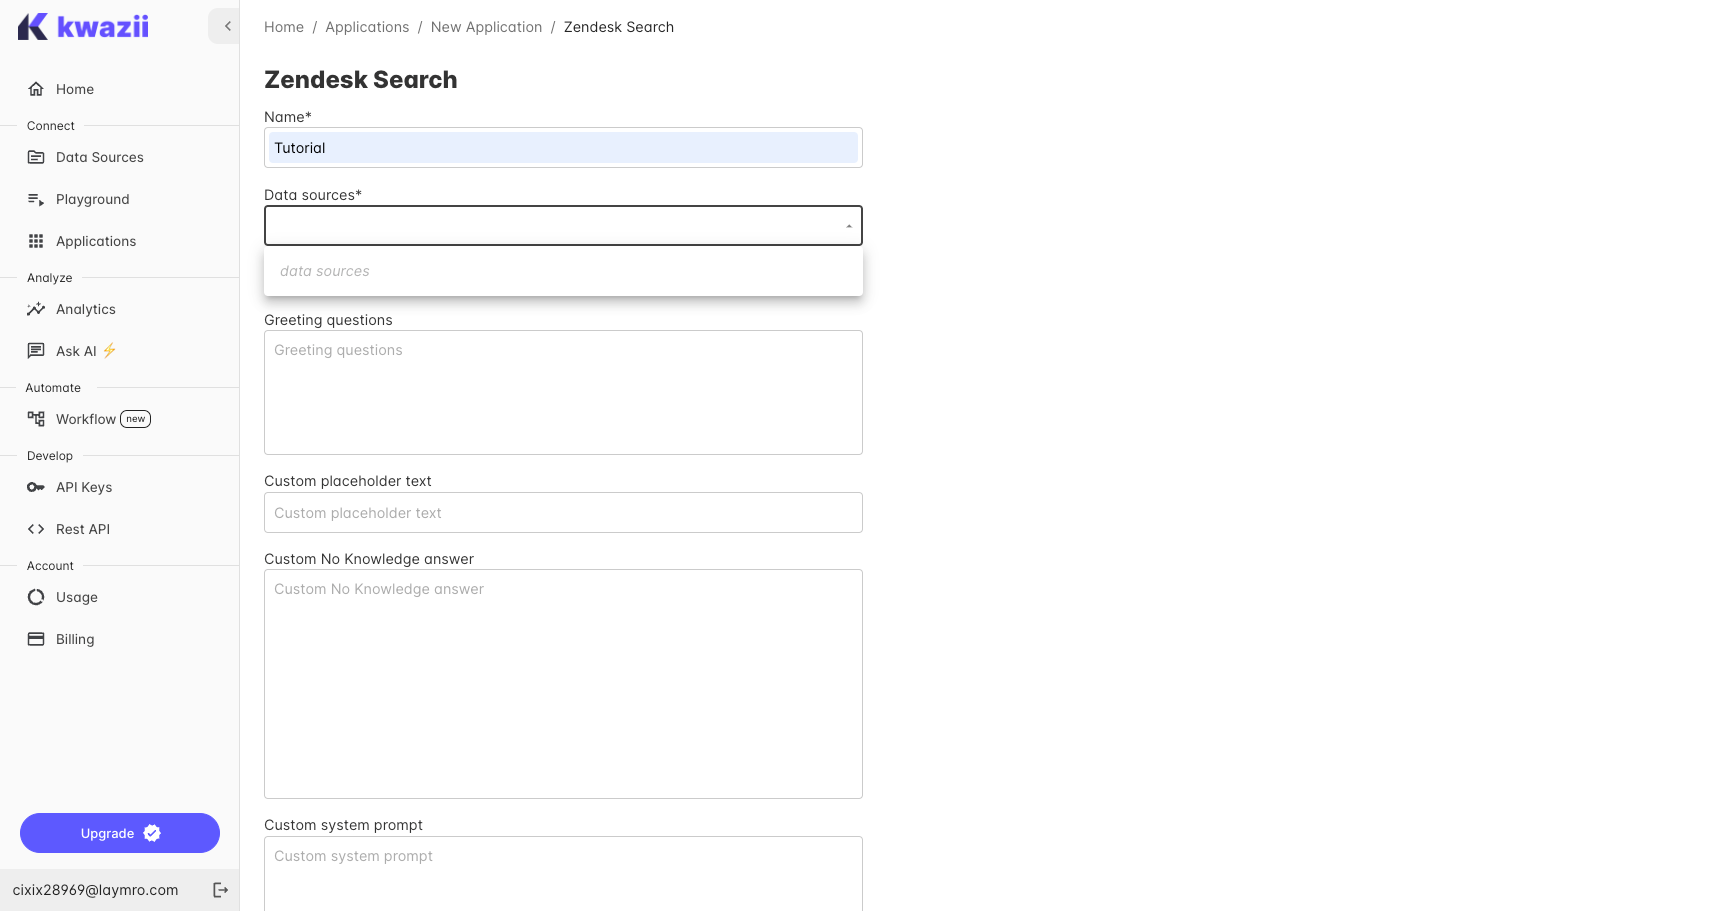 kwazii
Home
Connect
Data Sources
Playground
Applications
Analyze
Analytics
Ask AI ⚡
Automate
Workflow new
Develop
API Keys
Rest API
Account
Usage
Billing
Upgrade
cixix28969@laymro.com
Home / Applications / New Application / Zendesk Search
Zendesk Search
Name*
Tutorial
Data sources*
data sources
Greeting questions
Greeting questions
Custom placeholder text
Custom placeholder text
Custom No Knowledge answer
Custom No Knowledge answer
Custom system prompt
Custom system prompt